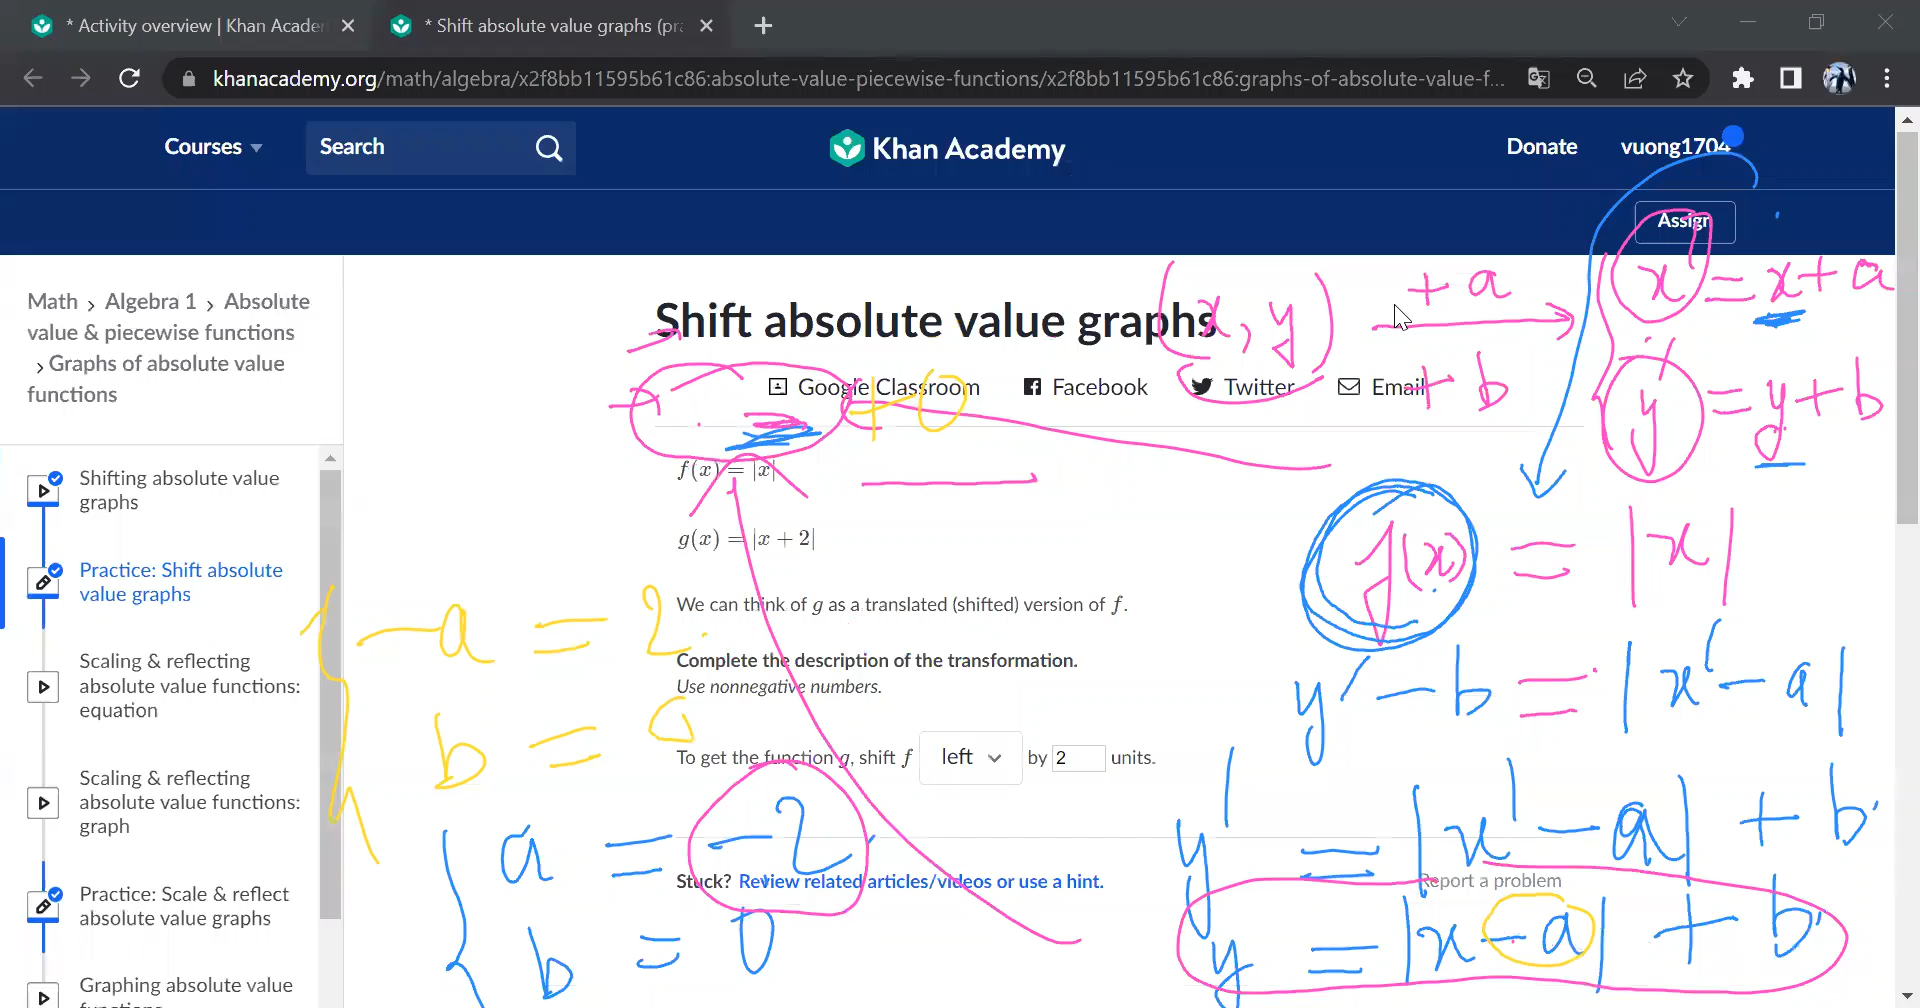 * Activity overview | Khan Acader
* Shift absolute value graphs (pra
khanacademy.org/math/algebra/x2f8bb11595b61c86:absolute-value-piecewise-functions/x2f8bb11595b61c86:graphs-of-absolute-value-f...
Courses
Search
Khan Academy
Donate
vuong1704
Assign
Math > Algebra 1 > Absolute
value & piecewise functions
> Graphs of absolute value
functions
Shifting absolute value
graphs
Practice: Shift absolute
value graphs
Scaling & reflecting
absolute value functions:
equation
Scaling & reflecting
absolute value functions:
graph
Practice: Scale & reflect
absolute value graphs
Graphing absolute value
Shift absolute value graphs
Google Classroom Facebook Twitter Email
f(x) = |x|
g(x) = |x + 2|
We can think of g as a translated (shifted) version of f.
Complete the description of the transformation.
Use nonnegative numbers.
To get the function g, shift f left by 2 units.
Stuck? Review related articles/videos or use a hint.
Report a problem
(x, y)
+ a
+ b
x' = x + a
y' = y + b
+ 0
f(x) = |x|
y' - b = |x' - a|
y' = |x' - a| + b
y = |x - a| + b
-a = 2
b = 0
a = -2
b = 0